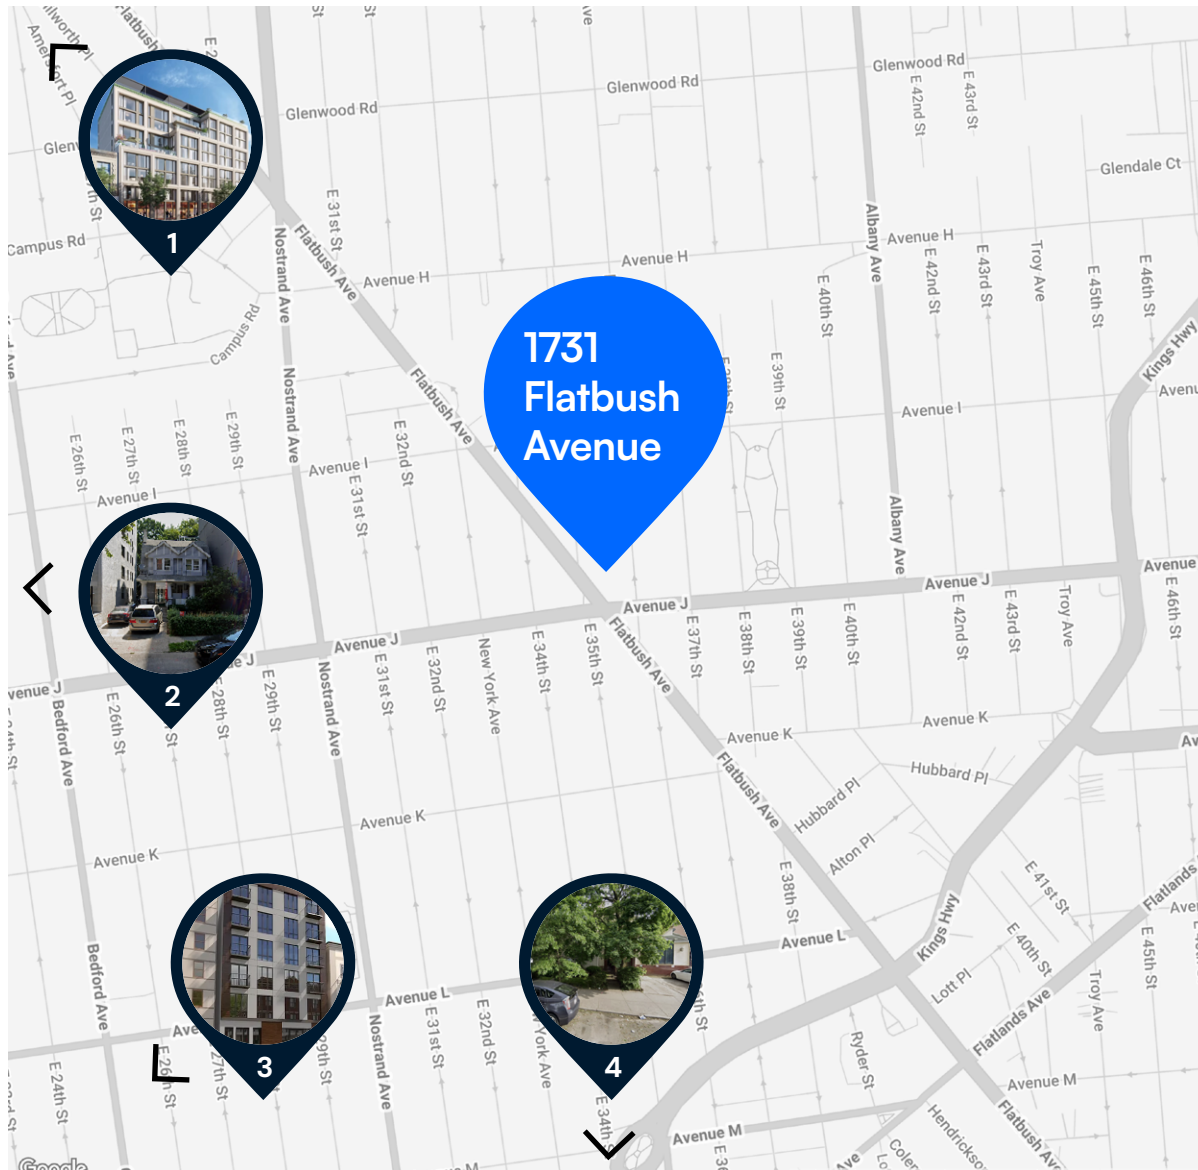 Flatbush
Amersfort Pl
Glenwood Rd
Glenwood Rd
Glenwood Rd
E 42nd St
E 43rd St
Glendale Ct
Campus Rd
1
E 31st St
Nostrand Ave
Flatbush Ave
Avenue H
Avenue H
Avenue H
Albany Ave
E 42nd St
E 43rd St
Troy Ave
E 45th St
E 46th St
E 40th St
Campus Rd
Kings Hwy
1731
Flatbush
Avenue
E 39th St
Nostrand Ave
Flatbush Ave
Avenue I
E 26th St
E 27th St
E 28th St
E 29th St
E 32nd St
Avenue I
Avenue I
E 31st St
Albany Ave
2
Avenue J
Avenue J
Avenue J
Avenue
E 26th St
E 28th St
E 29th St
Nostrand Ave
E 31st St
E 32nd St
New York Ave
E 34th St
E 35th St
Flatbush Ave
E 37th St
E 38th St
E 39th St
E 40th St
E 42nd St
E 43rd St
Troy Ave
E 46th St
Bedford Ave
Avenue K
Avenue K
Avenue K
Flatbush Ave
Hubbard Pl
Hubbard Pl
Alton Pl
E 38th St
E 41st St
Flatlands
Kings Hwy
E 40th St
E 45th St
Bedford Ave
Avenue L
Avenue L
Lott Pl
Flatlands Ave
Troy Ave
E 24th St
E 26th St
3
4
Nostrand Ave
E 31st St
E 32nd St
Ryder St
Avenue M
Avenue M
Flatbush Ave
Google